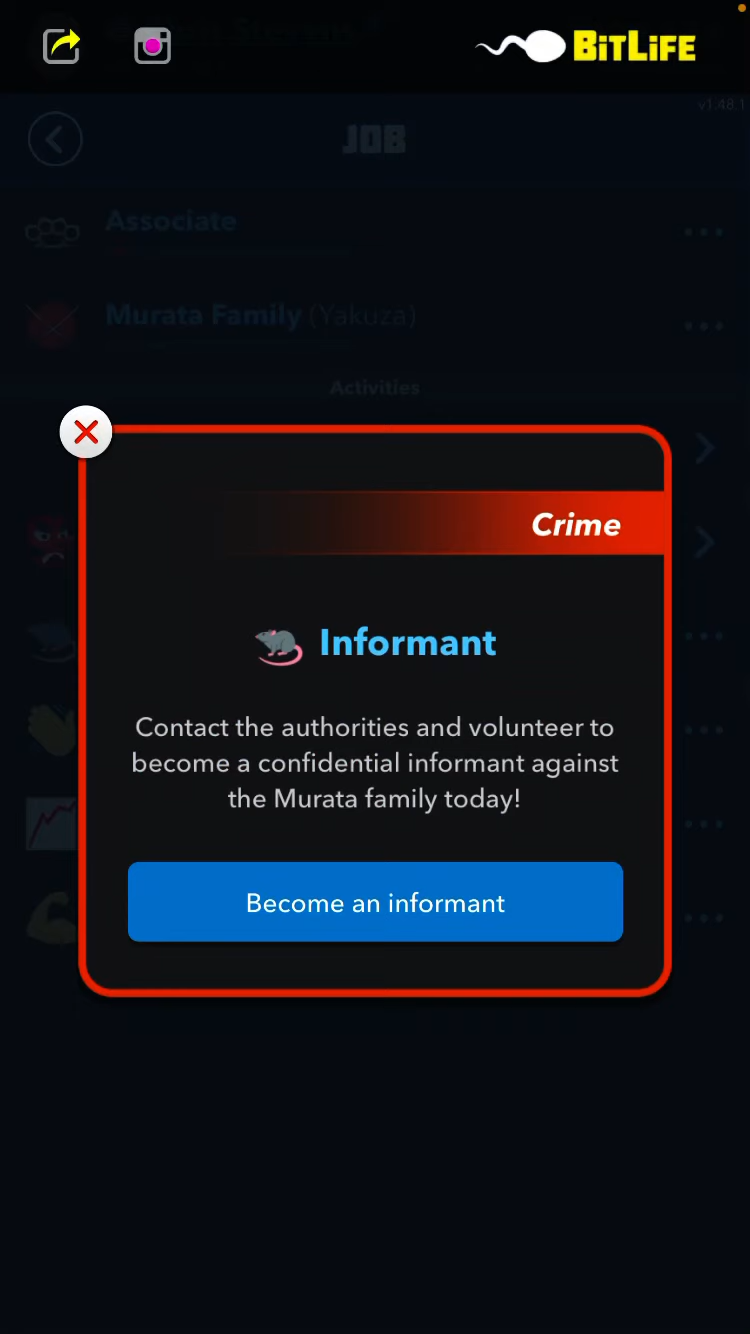 BiTLiFE
v1.48.1
JOB
Associate
Murata Family (Yakuza)
Activities
Crime
Informant
Contact the authorities and volunteer to
become a confidential informant against
the Murata family today!
Become an informant